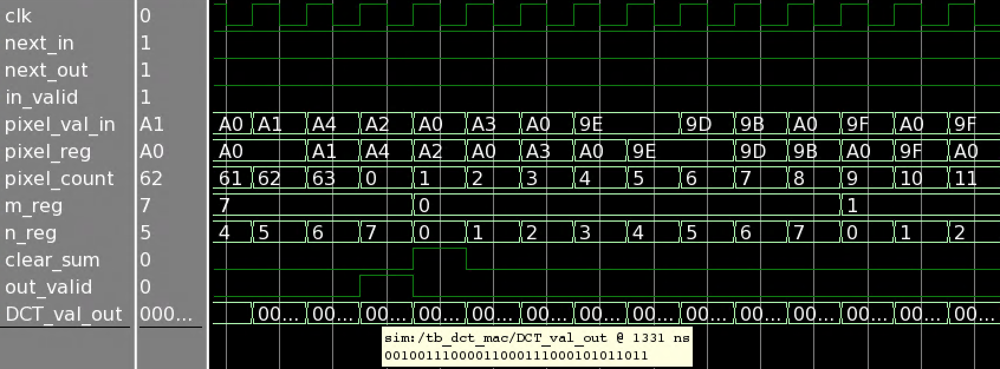 clk 0
next_in 1
next_out 1
in_valid 1
pixel_val_in A1 A0 A1 A4 A2 A0 A3 A0 9E 9D 9B A0 9F A0 9F
pixel_reg A0 A0 A1 A4 A2 A0 A3 A0 9E 9D 9B A0 9F A0
pixel_count 62 61 62 63 0 1 2 3 4 5 6 7 8 9 10 11
m_reg 7 7 0 1
n_reg 5 4 5 6 7 0 1 2 3 4 5 6 7 0 1 2
clear_sum 0
out_valid 0
DCT_val_out 000... 00... 00... 00... 00... 00... 00... 00... 00... 00... 00... 00... 00... 00... 00...
sim:/tb_dct_mac/DCT_val_out @ 1331 ns
00100111000011000111000101011011